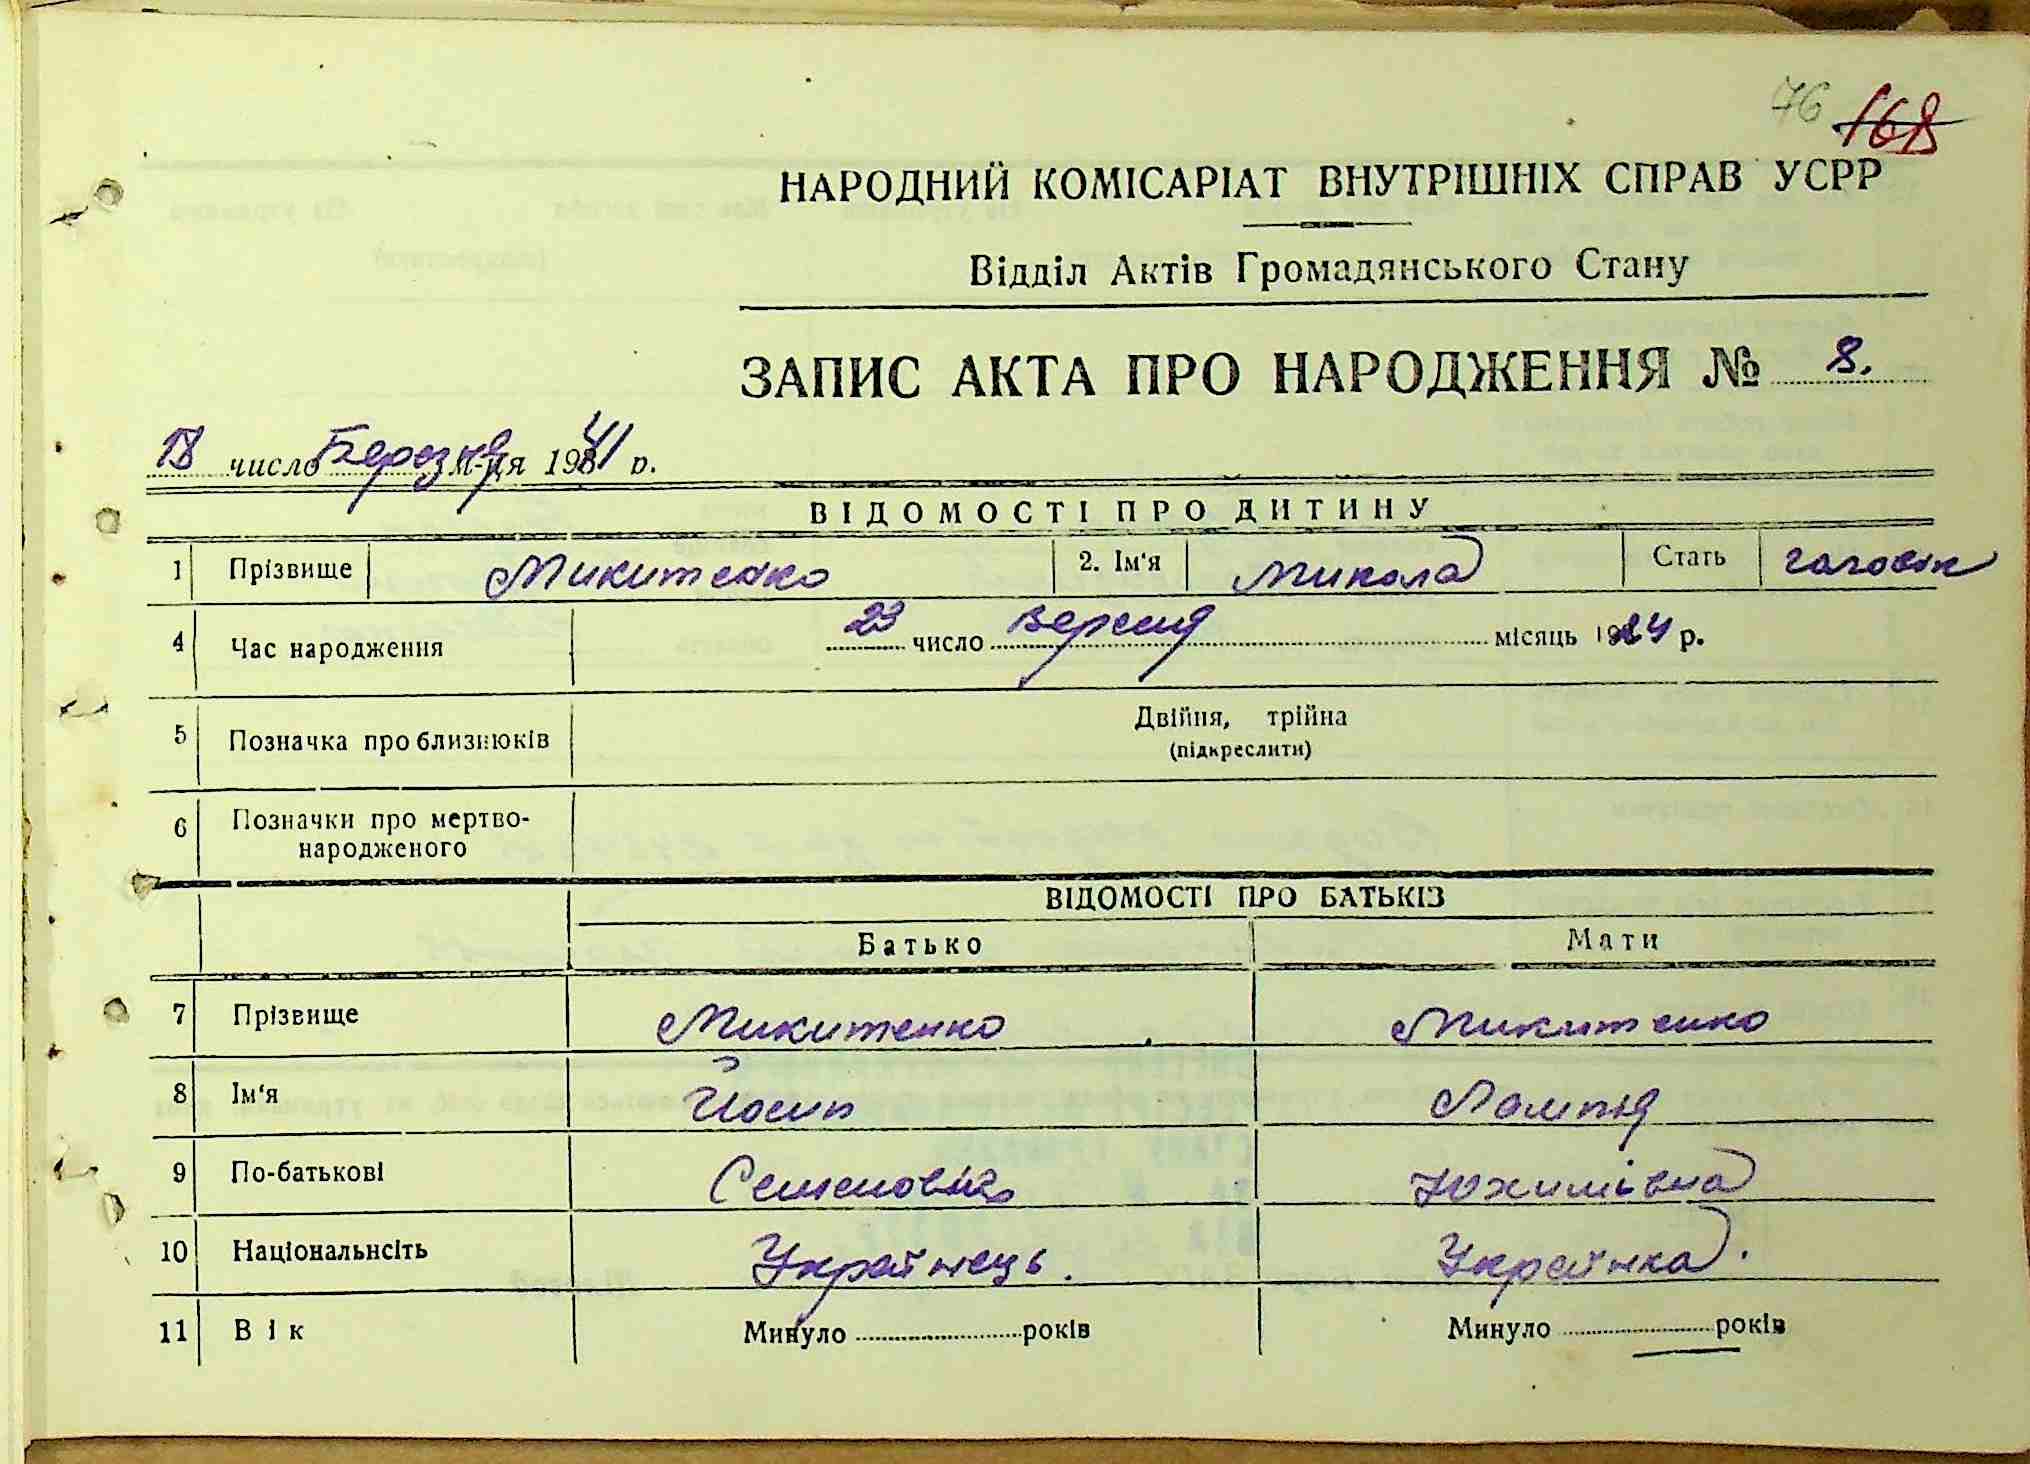 76 168
НАРОДНИЙ КОМІСАРІАТ ВНУТРІШНІХ СПРАВ УСРР
Відділ Актів Громадянського Стану
ЗАПИС АКТА ПРО НАРОДЖЕННЯ № 8.
18 число Березня м-ця 1941 р.
ВІДОМОСТІ ПРО ДИТИНУ
1 Прізвище Микитенко 2. Ім'я Микола Стать чоловік
4 Час народження 23 число Вересня місяць 1924 р.
5 Позначка про близнюків Двійня, трійна
(підкреслити)
6 Позначки про мертво-
народженого
ВІДОМОСТІ ПРО БАТЬКІЗ
Батько Мати
7 Прізвище Микитенко Микитенко
8 Ім'я Йосип Лампія
9 По-батькові Семенович Юхимівна
10 Національнсіть Українець. Українка.
11 Вік Минуло років Минуло років